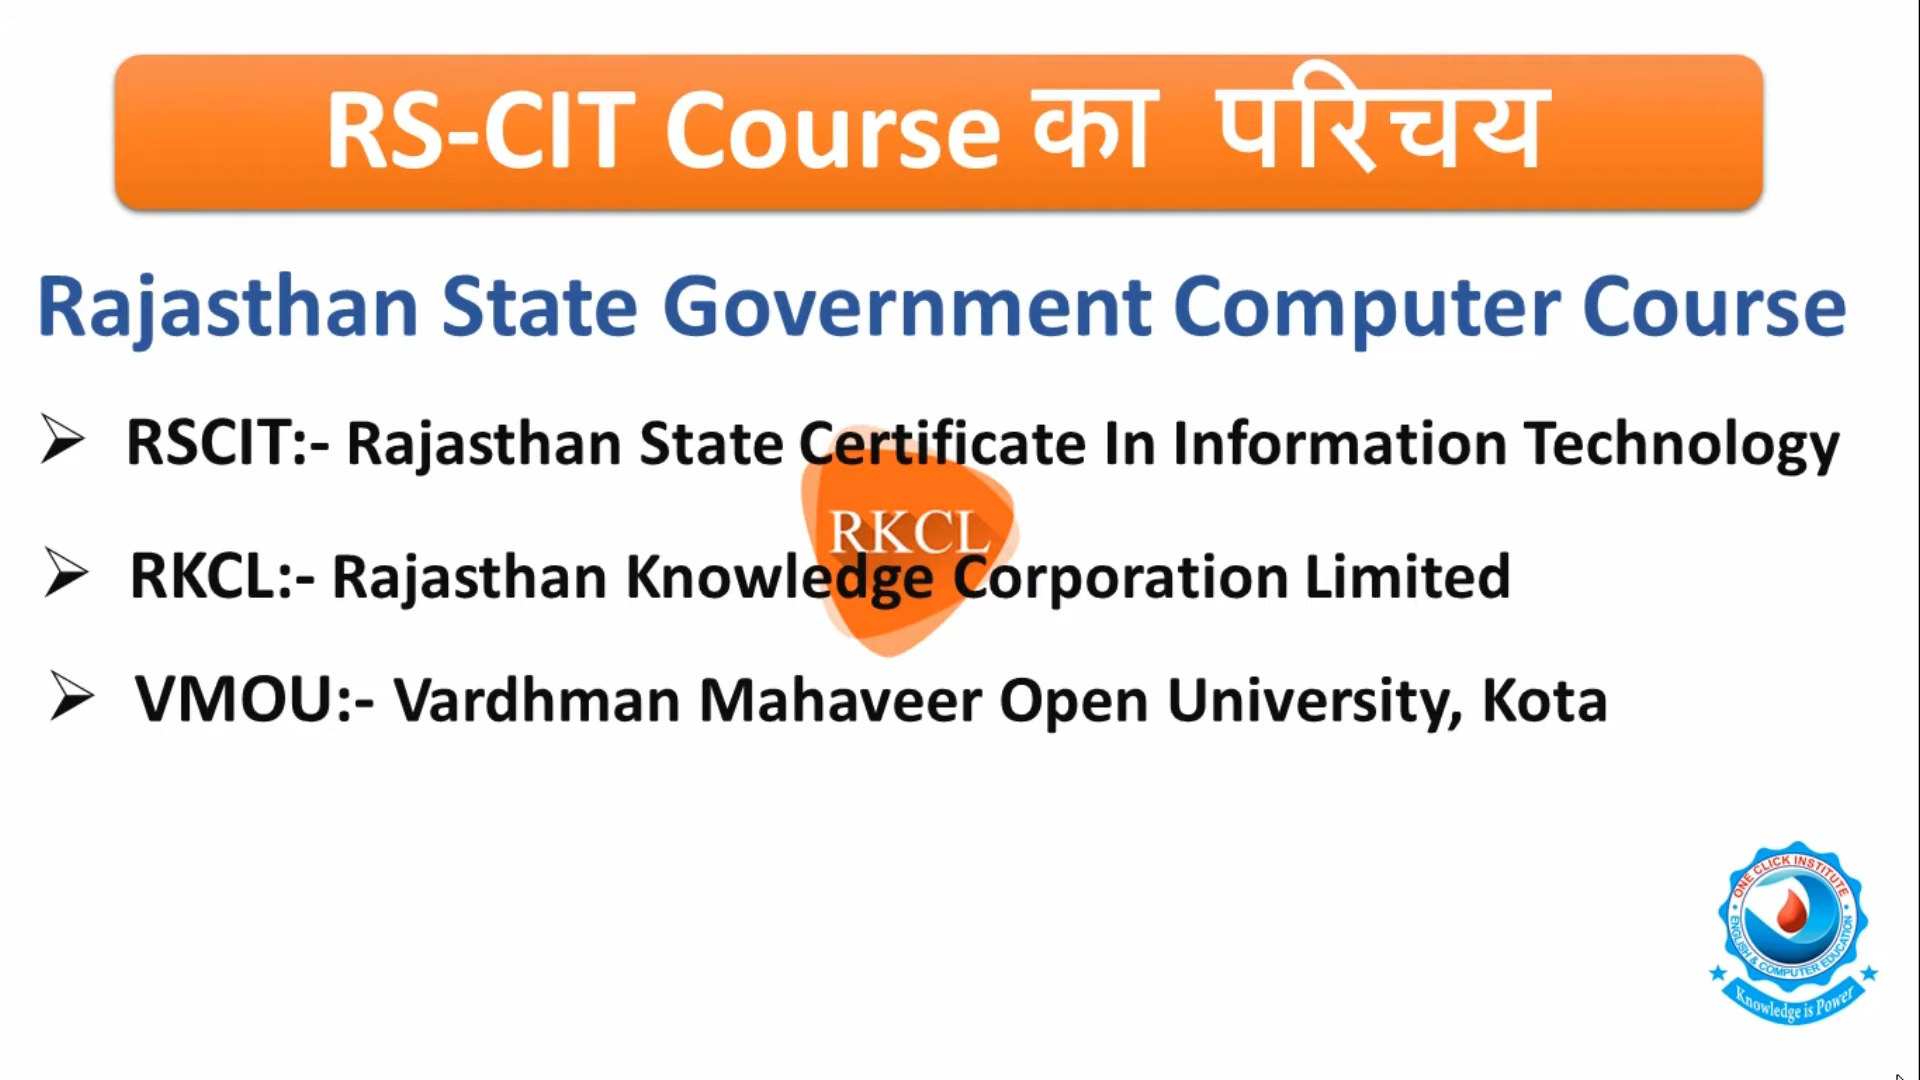 RS-CIT Course का परिचय
Rajasthan State Government Computer Course
RSCIT:- Rajasthan State Certificate In Information Technology
RKCL
RKCL:- Rajasthan Knowledge Corporation Limited
VMOU:- Vardhman Mahaveer Open University, Kota
ONE CLICK INSTITUTE
ENGLISH & COMPUTER EDUCATION
Knowledge is Power